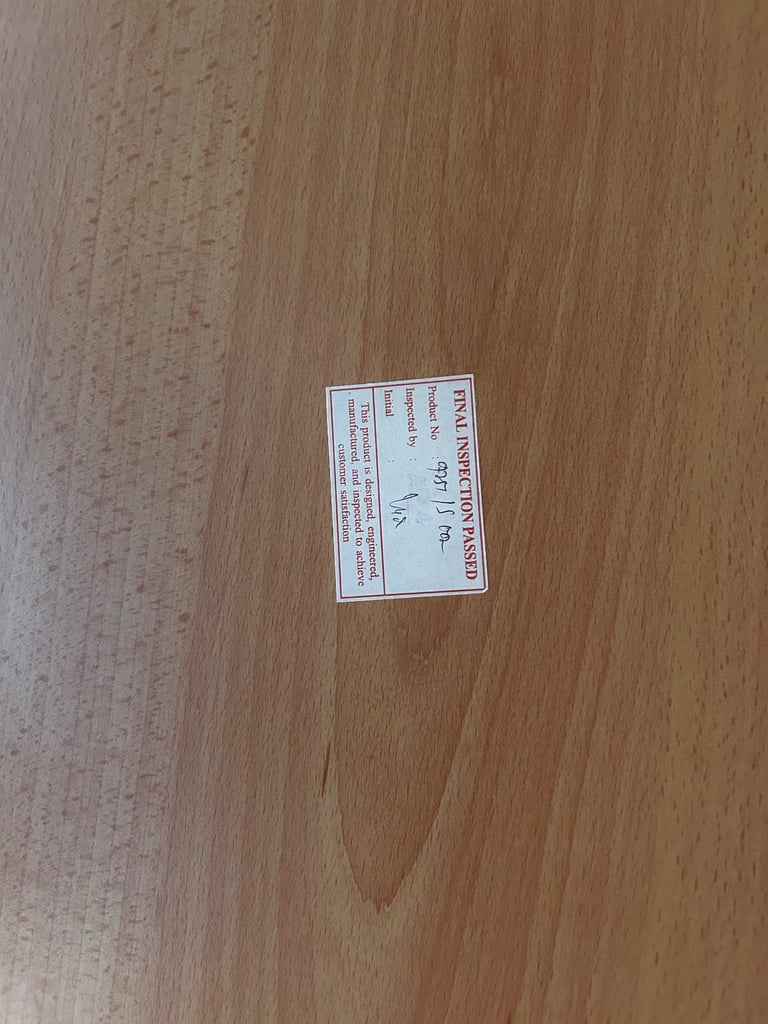 FINAL INSPECTION PASSED
Product No :
Inspected by :
Initial :
This product is designed, engineered,
manufactured, and inspected to achieve
customer satisfaction